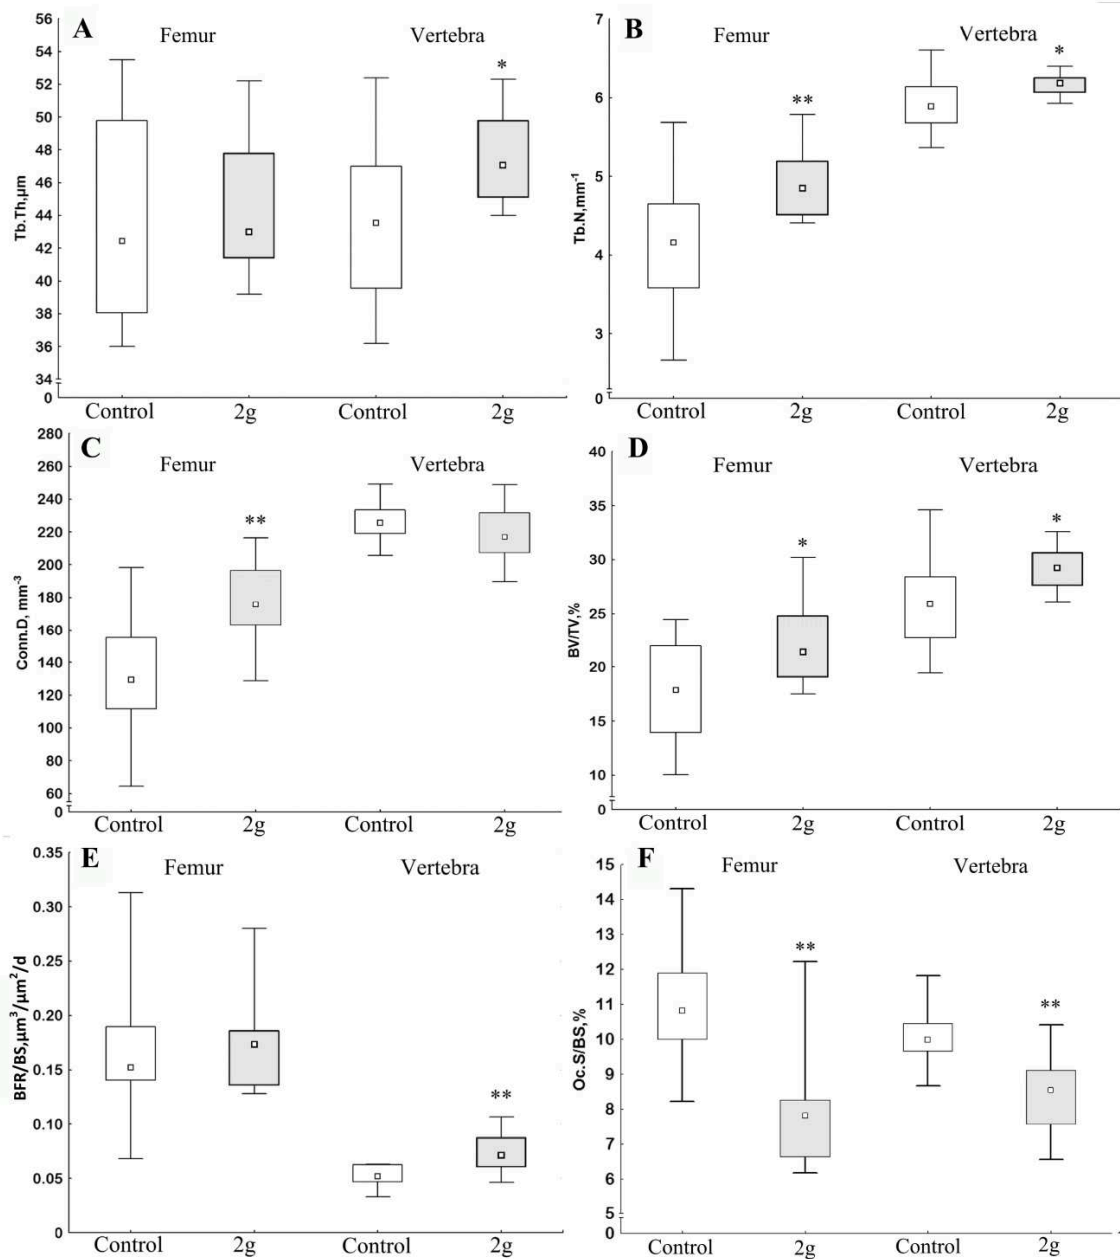 A
Femur Vertebra
*
Tb.Th,µm
56
54
52
50
48
46
44
42
40
38
36
34
0
Control 2g Control 2g
B
Femur Vertebra
**
*
Tb.N,mm-1
7
6
5
4
3
0
Control 2g Control 2g
C
Femur Vertebra
**
Conn.D, mm-3
280
260
240
220
200
180
160
140
120
100
80
60
0
Control 2g Control 2g
D
Femur Vertebra
*
*
BV/TV,%
40
35
30
25
20
15
10
0
Control 2g Control 2g
E
Femur Vertebra
**
BFR/BS,µm³/µm²/d
0.35
0.30
0.25
0.20
0.15
0.10
0.05
0
Control 2g Control 2g
F
Femur Vertebra
**
**
Oc.S/BS,%
15
14
13
12
11
10
9
8
7
6
5
0
Control 2g Control 2g